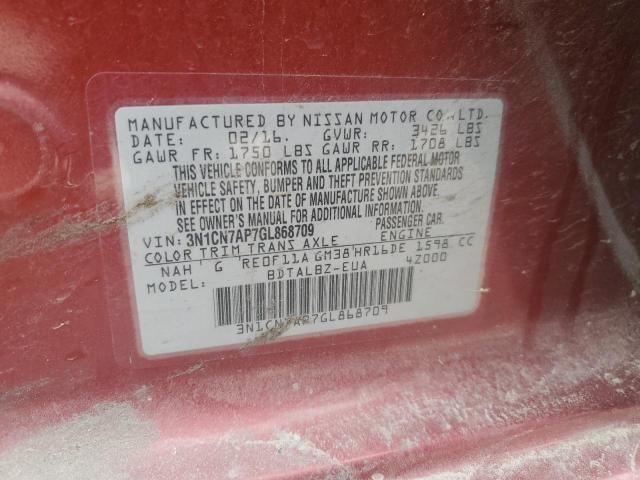 MANUFACTURED BY NISSAN MOTOR CO., LTD.
DATE: 02/16. GVWR: 3426 LBS
GAWR FR: 1750 LBS GAWR RR: 1708 LBS
THIS VEHICLE CONFORMS TO ALL APPLICABLE FEDERAL MOTOR
VEHICLE SAFETY, BUMPER AND THEFT PREVENTION STANDARDS
IN EFFECT ON THE DATE OF MANUFACTURE SHOWN ABOVE.
SEE OWNER'S MANUAL FOR ADDITIONAL INFORMATION.
VIN: 3N1CN7AP7GL868709 PASSENGER CAR.
COLOR TRIM TRANS AXLE ENGINE
NAH G RE0F11A GM38 HR16DE 1598 CC
MODEL: BDTALBZ-EUA 4Z000
3N1CN7AP7GL868709